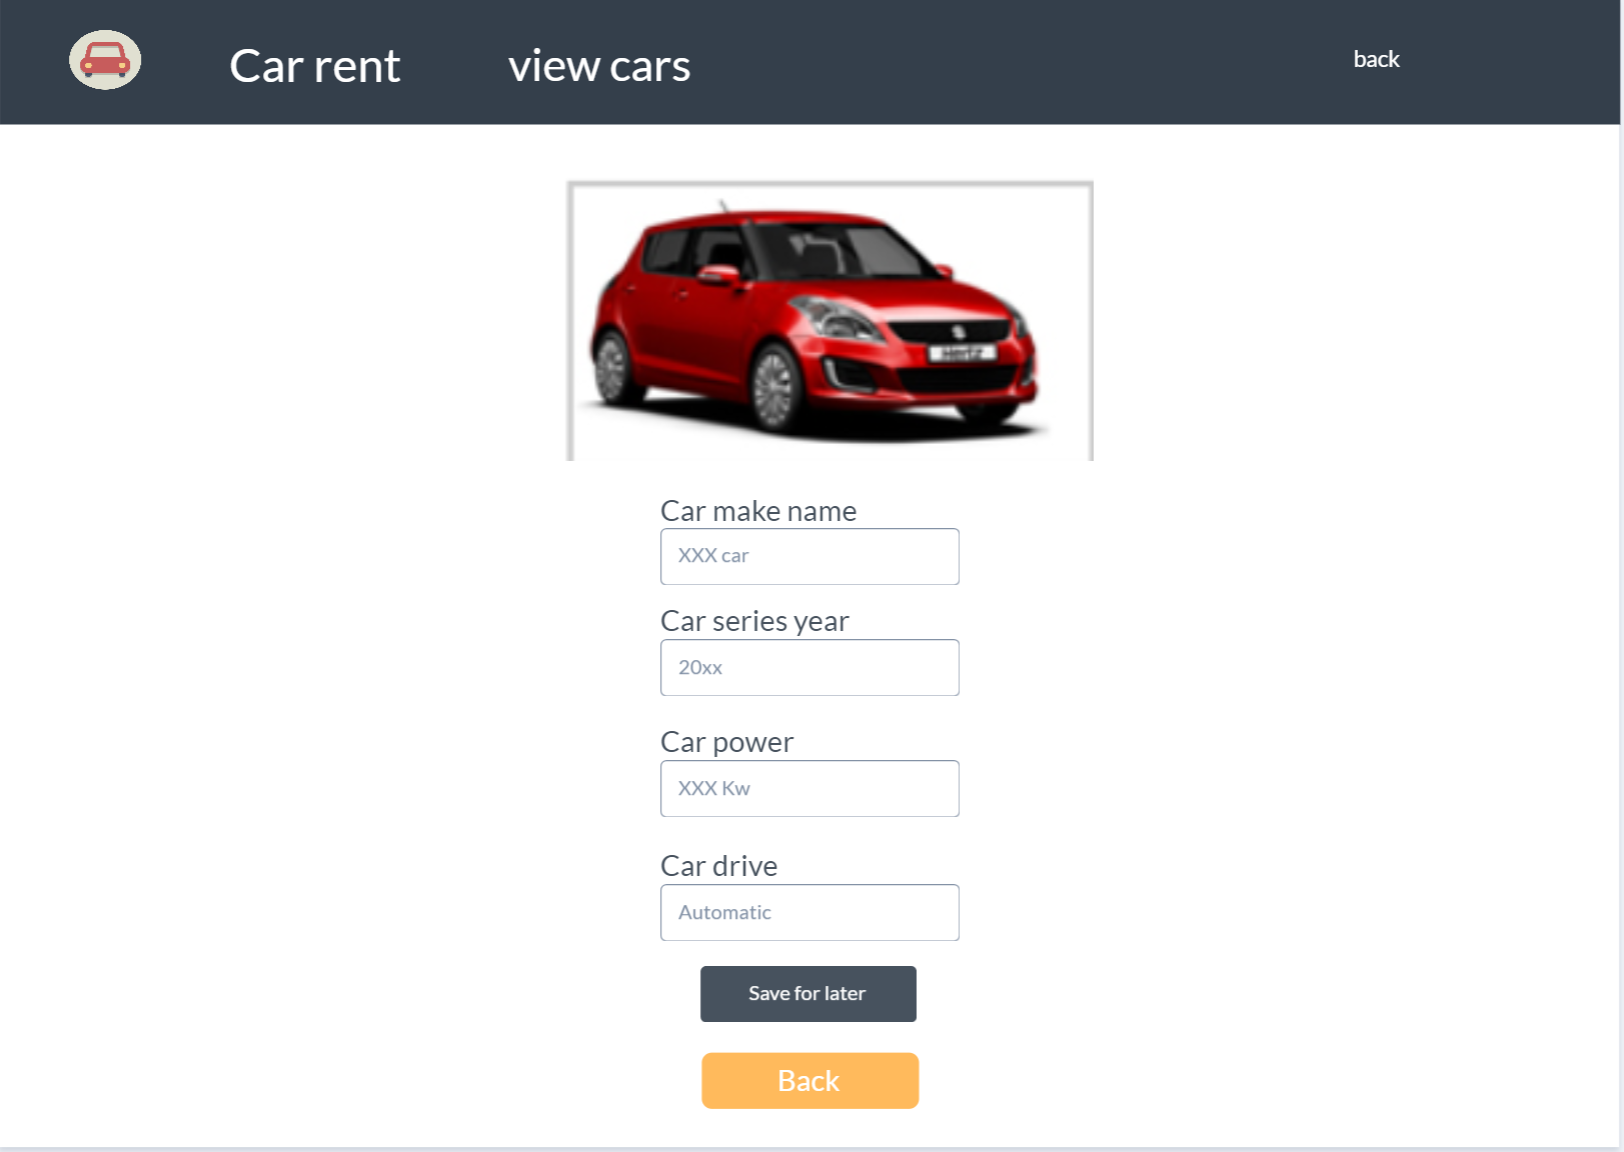 Car rent
view cars
back
Hertz
Car make name
XXX car
Car series year
20xx
Car power
XXX Kw
Car drive
Automatic
Save for later
Back